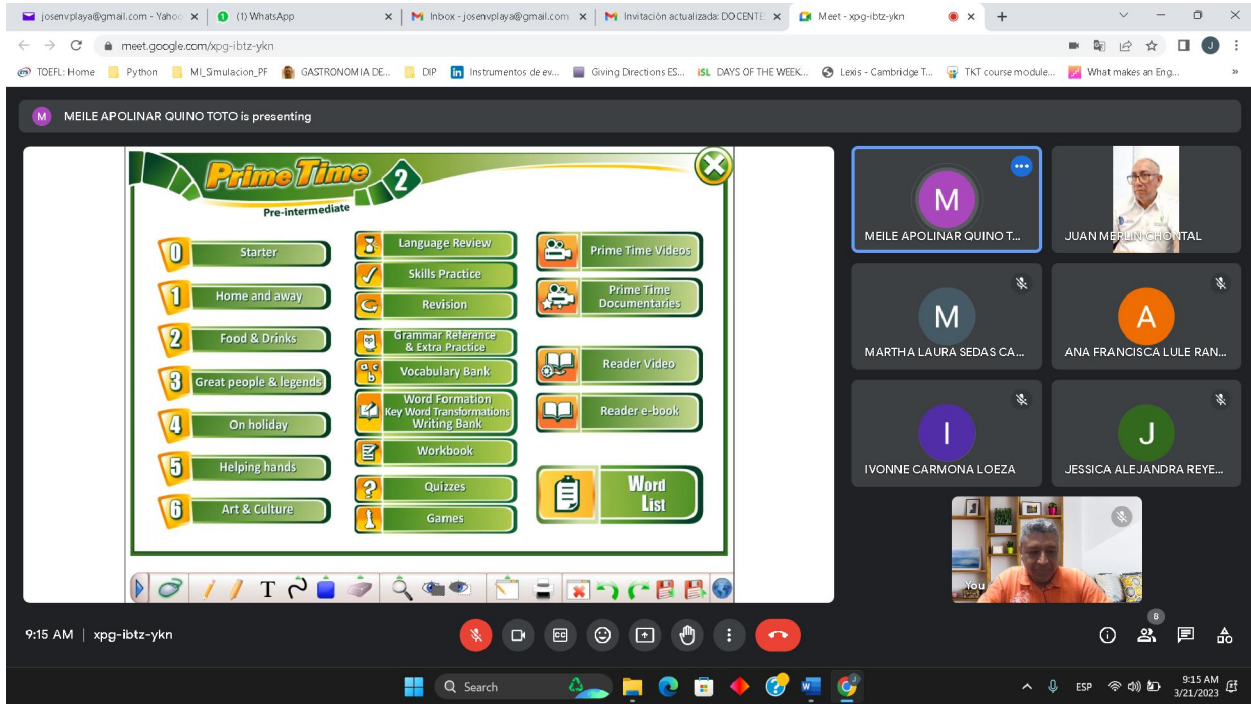 josenvplaya@gmail.com - Yahoo
(1) WhatsApp
Inbox - josenvplaya@gmail.com
Invitación actualizada: DOCENTE
Meet - xpg-ibtz-ykn
meet.google.com/xpg-ibtz-ykn
J
TOEFL: Home
Python
MI_Simulacion_PF
GASTRONOMIA DE...
DIP
Instrumentos de ev...
Giving Directions ES...
iSL DAYS OF THE WEEK...
Lexis - Cambridge T...
TKT course module...
What makes an Eng...
M MEILE APOLINAR QUINO TOTO is presenting
Prime Time 2
Pre-intermediate
0 Starter
1 Home and away
2 Food & Drinks
3 Great people & legends
4 On holiday
5 Helping hands
6 Art & Culture
Language Review
Skills Practice
Revision
Grammar Reference
& Extra Practice
Vocabulary Bank
Word Formation
Key Word Transformations
Writing Bank
Workbook
Quizzes
Games
Prime Time Videos
Prime Time
Documentaries
Reader Video
Reader e-book
Word
List
T
M
MEILE APOLINAR QUINO T...
JUAN MERLIN CHONTAL
M
MARTHA LAURA SEDAS CA...
A
ANA FRANCISCA LULE RAN...
I
IVONNE CARMONA LOEZA
J
JESSICA ALEJANDRA REYE...
You
9:15 AM | xpg-ibtz-ykn
CC
8
Search
ESP
9:15 AM
3/21/2023